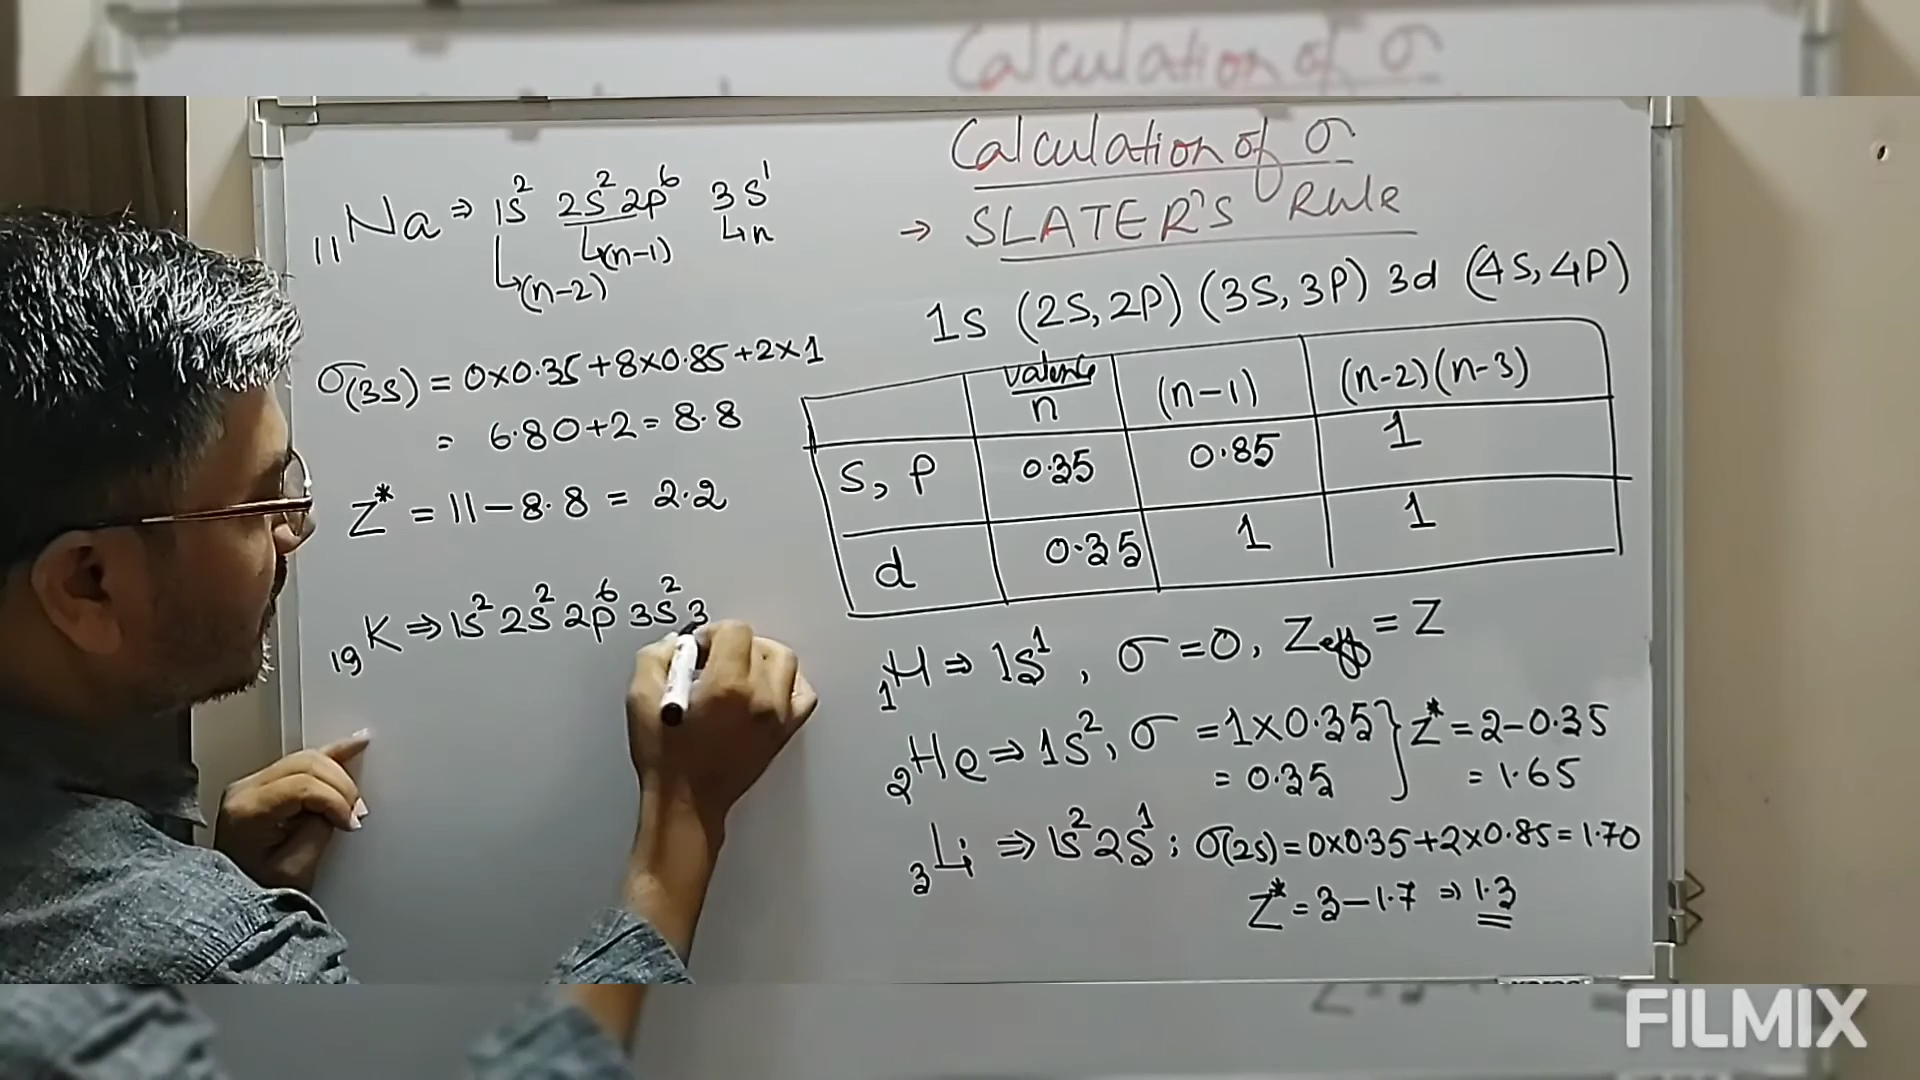 Calculation of σ
Calculation of σ
→ SLATER'S Rule
₁₁Na ⇒ 1s² 2s² 2p⁶ 3s¹
↳n
↳(n-1)
↳(n-2)
σ(3s) = 0×0.35+8×0.85+2×1
= 6.80+2=8.8
Z* = 11-8.8 = 2.2
₁₉K ⇒ 1s² 2s² 2p⁶ 3s² 3
1s (2s,2p) (3s,3p) 3d (4s,4p)
valence
n (n-1) (n-2)(n-3)
s, p 0.35 0.85 1
d 0.35 1 1
₁H ⇒ 1s¹, σ=0, Zeff = Z
₂He ⇒ 1s², σ = 1×0.35 } Z* = 2-0.35
= 0.35 = 1.65
₃Li ⇒ 1s² 2s¹; σ(2s)=0×0.35+2×0.85=1.70
Z* = 3-1.7 ⇒ 1.3
FILMIX